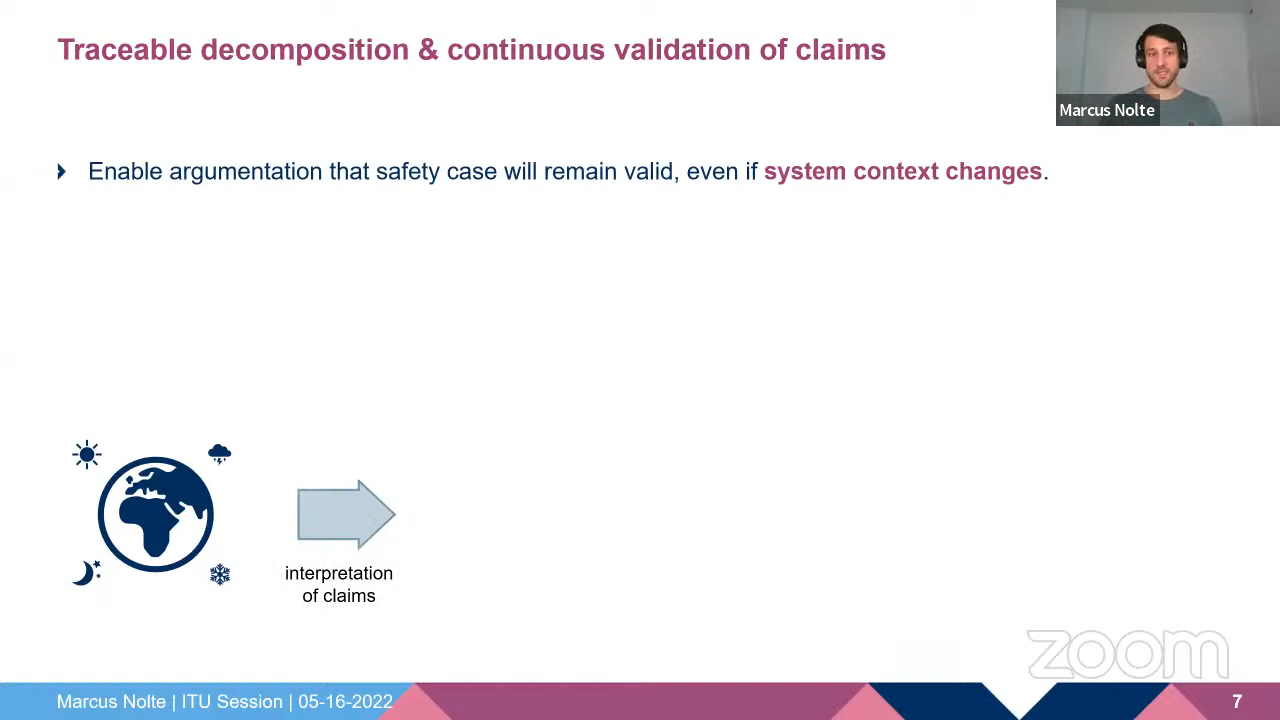 Traceable decomposition & continuous validation of claims
Marcus Nolte
Enable argumentation that safety case will remain valid, even if system context changes.
interpretation
of claims
zoom
Marcus Nolte | ITU Session | 05-16-2022
7